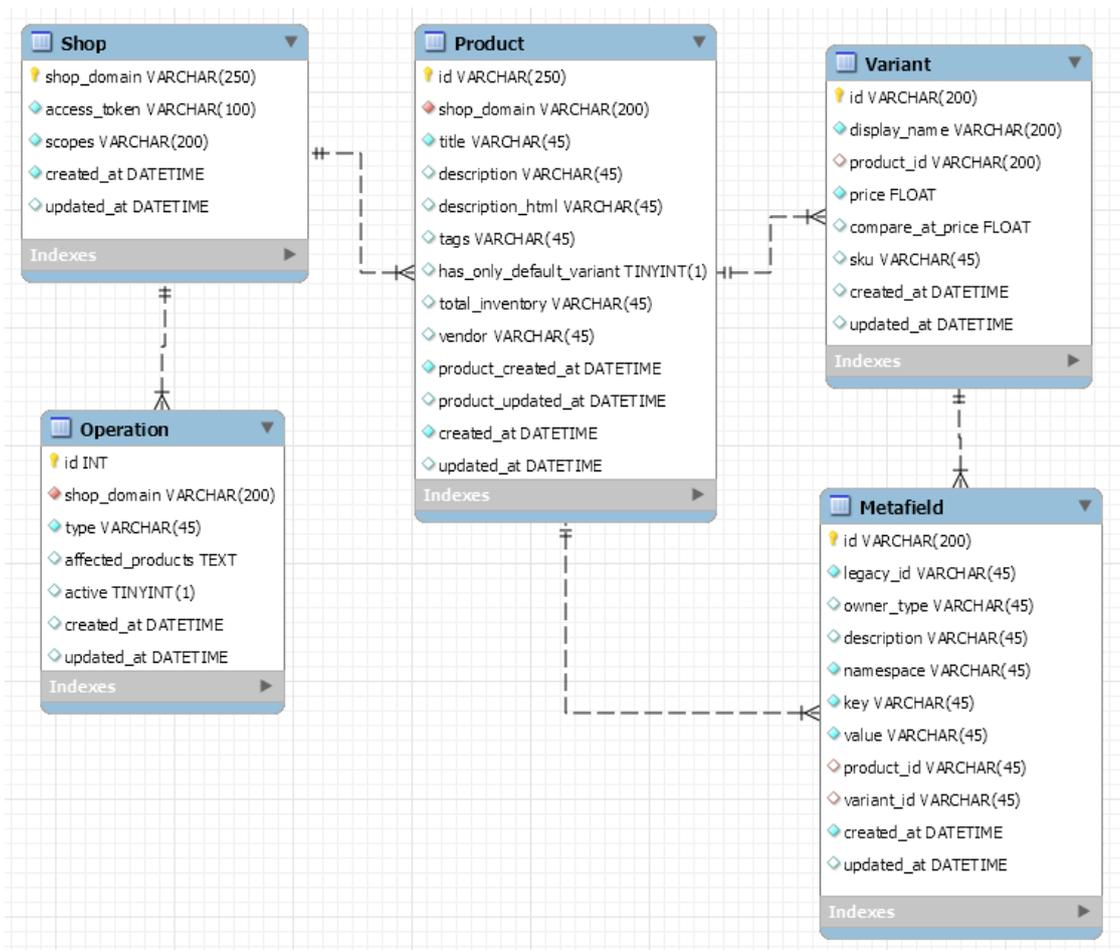 Shop
shop_domain VARCHAR(250)
access_token VARCHAR(100)
scopes VARCHAR(200)
created_at DATETIME
updated_at DATETIME
Indexes
Operation
id INT
shop_domain VARCHAR(200)
type VARCHAR(45)
affected_products TEXT
active TINYINT(1)
created_at DATETIME
updated_at DATETIME
Indexes
Product
id VARCHAR(250)
shop_domain VARCHAR(200)
title VARCHAR(45)
description VARCHAR(45)
description_html VARCHAR(45)
tags VARCHAR(45)
has_only_default_variant TINYINT(1)
total_inventory VARCHAR(45)
vendor VARCHAR(45)
product_created_at DATETIME
product_updated_at DATETIME
created_at DATETIME
updated_at DATETIME
Indexes
Variant
id VARCHAR(200)
display_name VARCHAR(200)
product_id VARCHAR(200)
price FLOAT
compare_at_price FLOAT
sku VARCHAR(45)
created_at DATETIME
updated_at DATETIME
Indexes
Metafield
id VARCHAR(200)
legacy_id VARCHAR(45)
owner_type VARCHAR(45)
description VARCHAR(45)
namespace VARCHAR(45)
key VARCHAR(45)
value VARCHAR(45)
product_id VARCHAR(45)
variant_id VARCHAR(45)
created_at DATETIME
updated_at DATETIME
Indexes